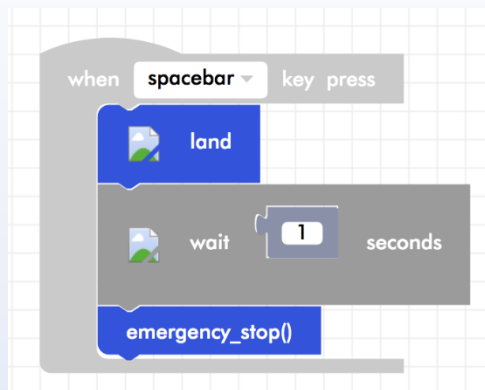 when spacebar key press
land
wait 1 seconds
emergency_stop()